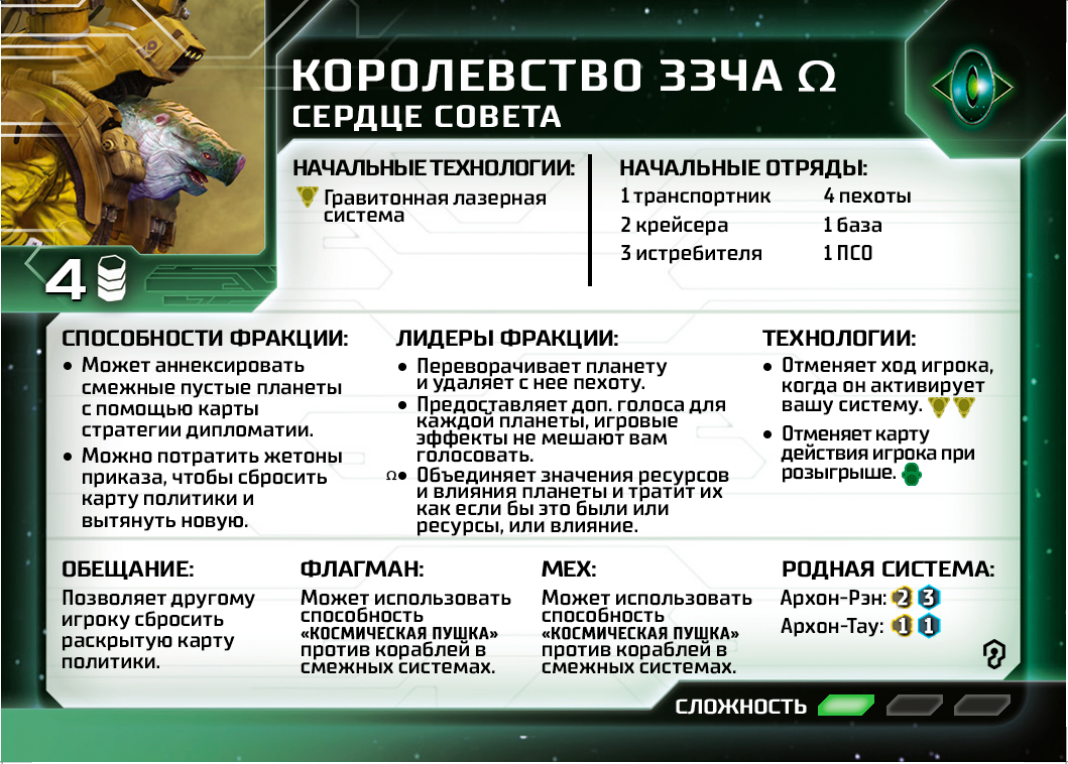 КОРОЛЕВСТВО ЗЗЧА Ω
СЕРДЦЕ СОВЕТА
НАЧАЛЬНЫЕ ТЕХНОЛОГИИ:
Гравитонная лазерная
система
НАЧАЛЬНЫЕ ОТРЯДЫ:
1 транспортник
4 пехоты
2 крейсера
1 база
3 истребителя
1 ПСО
4
СПОСОБНОСТИ ФРАКЦИИ:
• Может аннексировать
смежные пустые планеты
с помощью карты
стратегии дипломатии.
• Можно потратить жетоны
приказа, чтобы сбросить
карту политики и
вытянуть новую.
ЛИДЕРЫ ФРАКЦИИ:
• Переворачивает планету
и удаляет с нее пехоту.
• Предоставляет доп. голоса для
каждой планеты, игровые
эффекты не мешают вам
голосовать.
Ω• Объединяет значения ресурсов
и влияния планеты и тратит их
как если бы это были или
ресурсы, или влияние.
ТЕХНОЛОГИИ:
• Отменяет ход игрока,
когда он активирует
вашу систему.
• Отменяет карту
действия игрока при
розыгрыше.
ОБЕЩАНИЕ:
Позволяет другому
игроку сбросить
раскрытую карту
политики.
ФЛАГМАН:
Может использовать
способность
«КОСМИЧЕСКАЯ ПУШКА»
против кораблей в
смежных системах.
МЕХ:
Может использовать
способность
«КОСМИЧЕСКАЯ ПУШКА»
против кораблей в
смежных системах.
РОДНАЯ СИСТЕМА:
Архон-Рэн: 2 3
Архон-Тау: 1 1
СЛОЖНОСТЬ